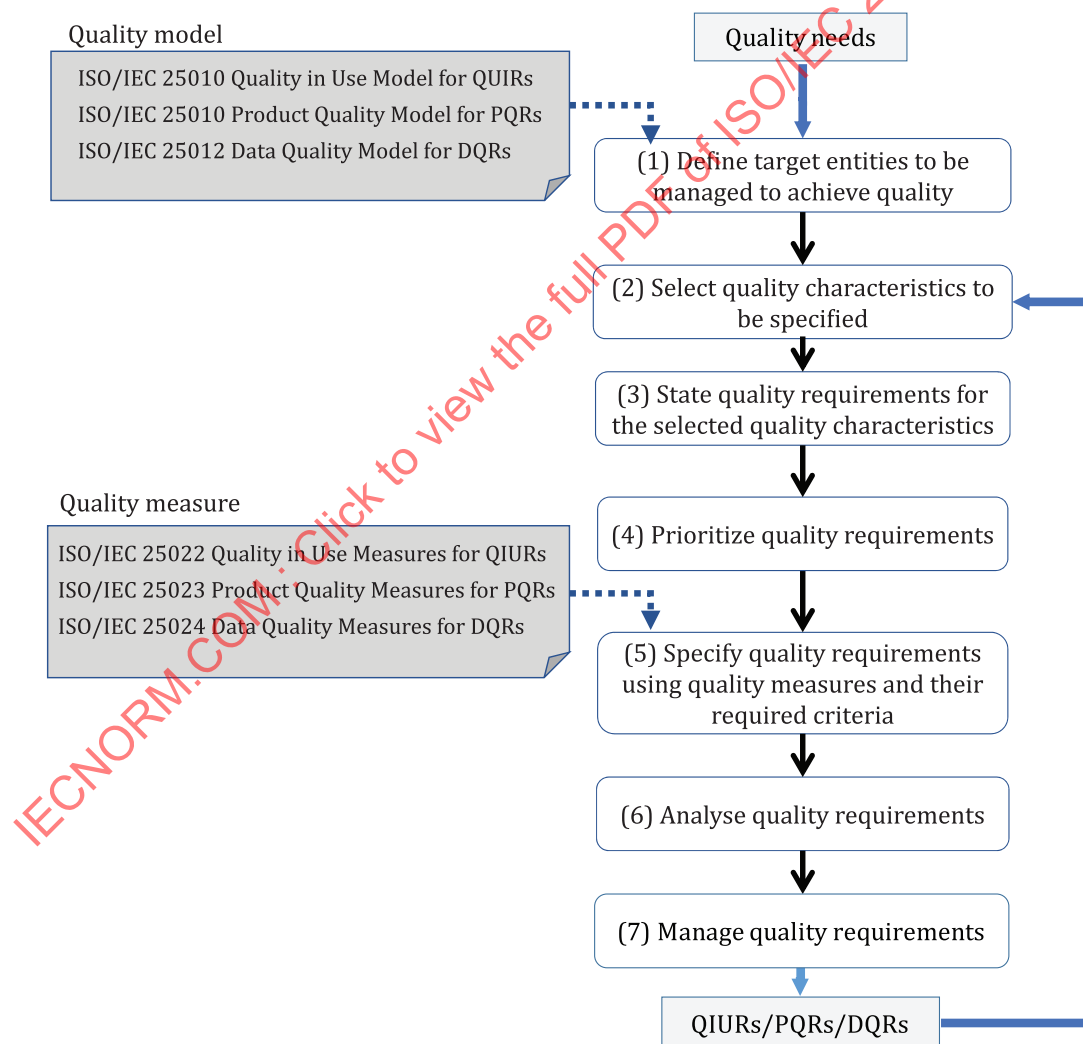 Quality model
ISO/IEC 25010 Quality in Use Model for QUIRs
ISO/IEC 25010 Product Quality Model for PQRs
ISO/IEC 25012 Data Quality Model for DQRs
Quality needs
(1) Define target entities to be
managed to achieve quality
(2) Select quality characteristics to
be specified
(3) State quality requirements for
the selected quality characteristics
(4) Prioritize quality requirements
Quality measure
ISO/IEC 25022 Quality in Use Measures for QIURs
ISO/IEC 25023 Product Quality Measures for PQRs
ISO/IEC 25024 Data Quality Measures for DQRs
(5) Specify quality requirements
using quality measures and their
required criteria
(6) Analyse quality requirements
(7) Manage quality requirements
QIURs/PQRs/DQRs
IECNORM.COM : Click to view the full PDF of ISO/IEC